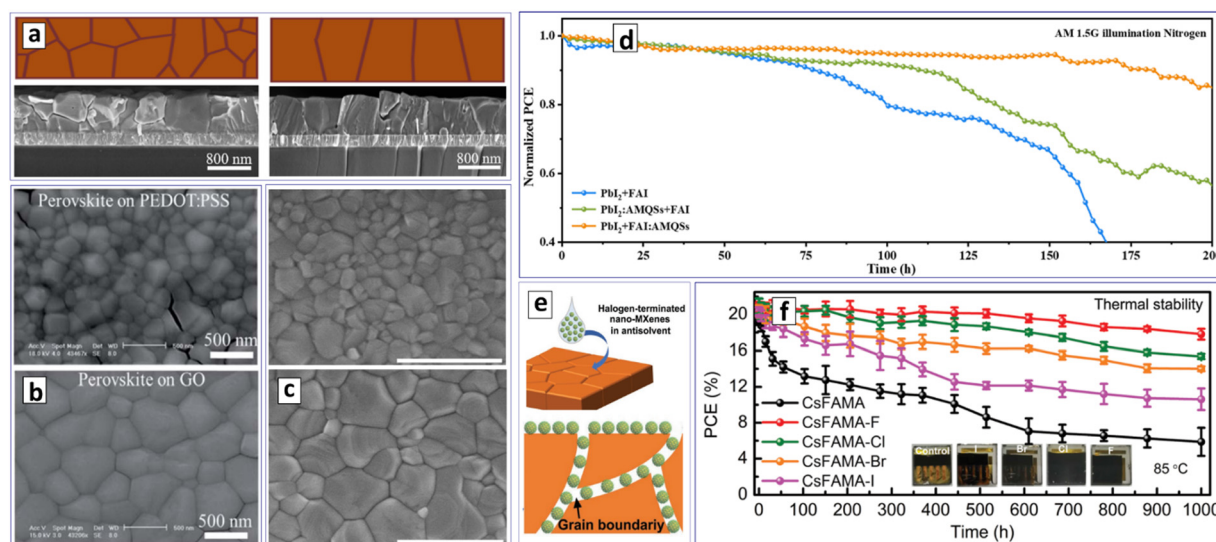 a
800 nm
800 nm
Perovskite on PEDOT:PSS
500 nm
b
Perovskite on GO
500 nm
c
d
AM 1.5G illumination Nitrogen
Normalized PCE
1.0
0.8
0.6
0.4
PbI₂+FAI
PbI₂:AMQSs+FAI
PbI₂+FAI:AMQSs
0 25 50 75 100 125 150 175 200
Time (h)
e
Halogen-terminated
nano-MXenes
in antisolvent
Grain boundariy
f
Thermal stability
PCE (%)
20
16
12
8
4
0
CsFAMA
CsFAMA-F
CsFAMA-Cl
CsFAMA-Br
CsFAMA-I
Control I Br Cl F
85 °C
0 100 200 300 400 500 600 700 800 900 1000
Time (h)